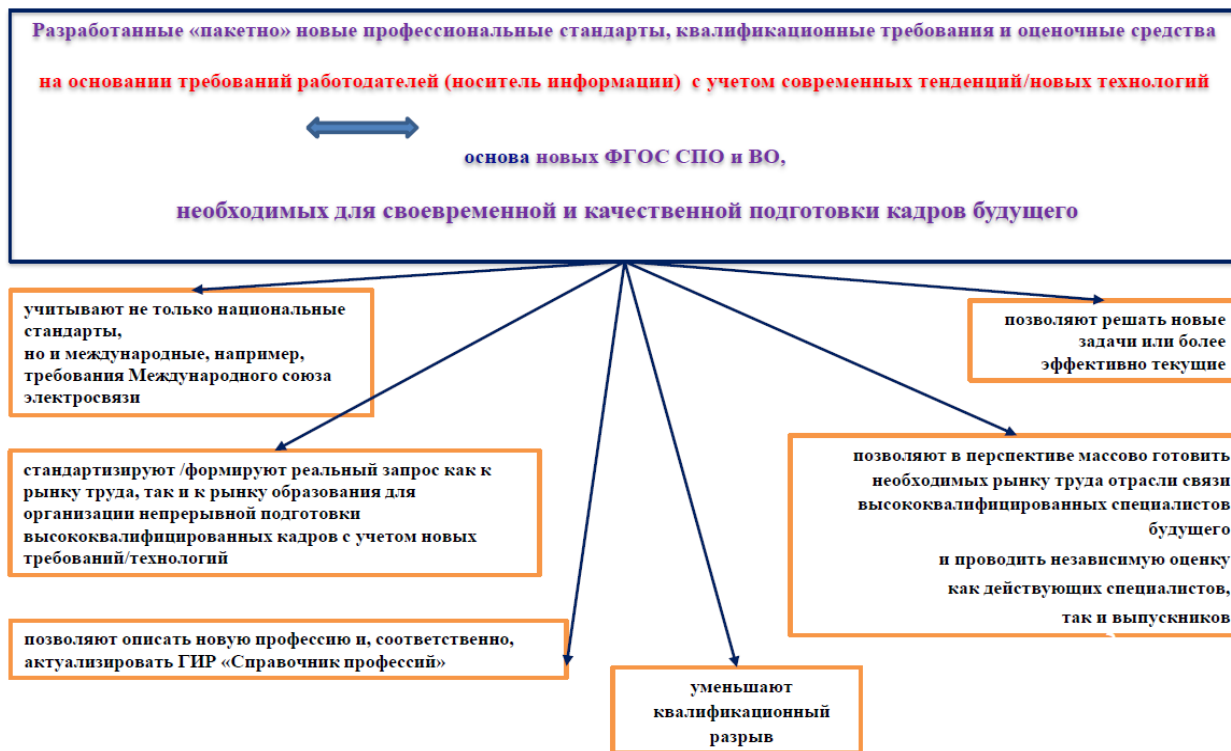 Разработанные «пакетно» новые профессиональные стандарты, квалификационные требования и оценочные средства
на основании требований работодателей (носитель информации) с учетом современных тенденций/новых технологий
основа новых ФГОС СПО и ВО,
необходимых для своевременной и качественной подготовки кадров будущего
учитывают не только национальные
стандарты,
но и международные, например,
требования Международного союза
электросвязи
позволяют решать новые
задачи или более
эффективно текущие
стандартизируют /формируют реальный запрос как к
рынку труда, так и к рынку образования для
организации непрерывной подготовки
высококвалифицированных кадров с учетом новых
требований/технологий
позволяют в перспективе массово готовить
необходимых рынку труда отрасли связи
высококвалифицированных специалистов
будущего
и проводить независимую оценку
как действующих специалистов,
так и выпускников
позволяют описать новую профессию и, соответственно,
актуализировать ГИР «Справочник профессий»
уменьшают
квалификационный
разрыв